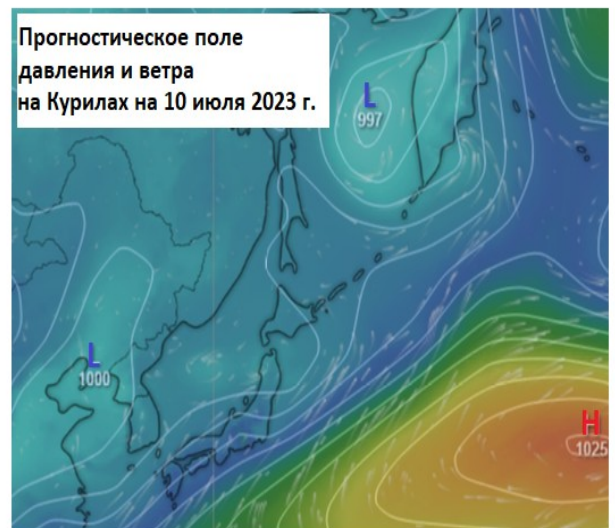 Прогностическое поле
давления и ветра
на Курилах на 10 июля 2023 г.
L
997
L
1000
H
1025